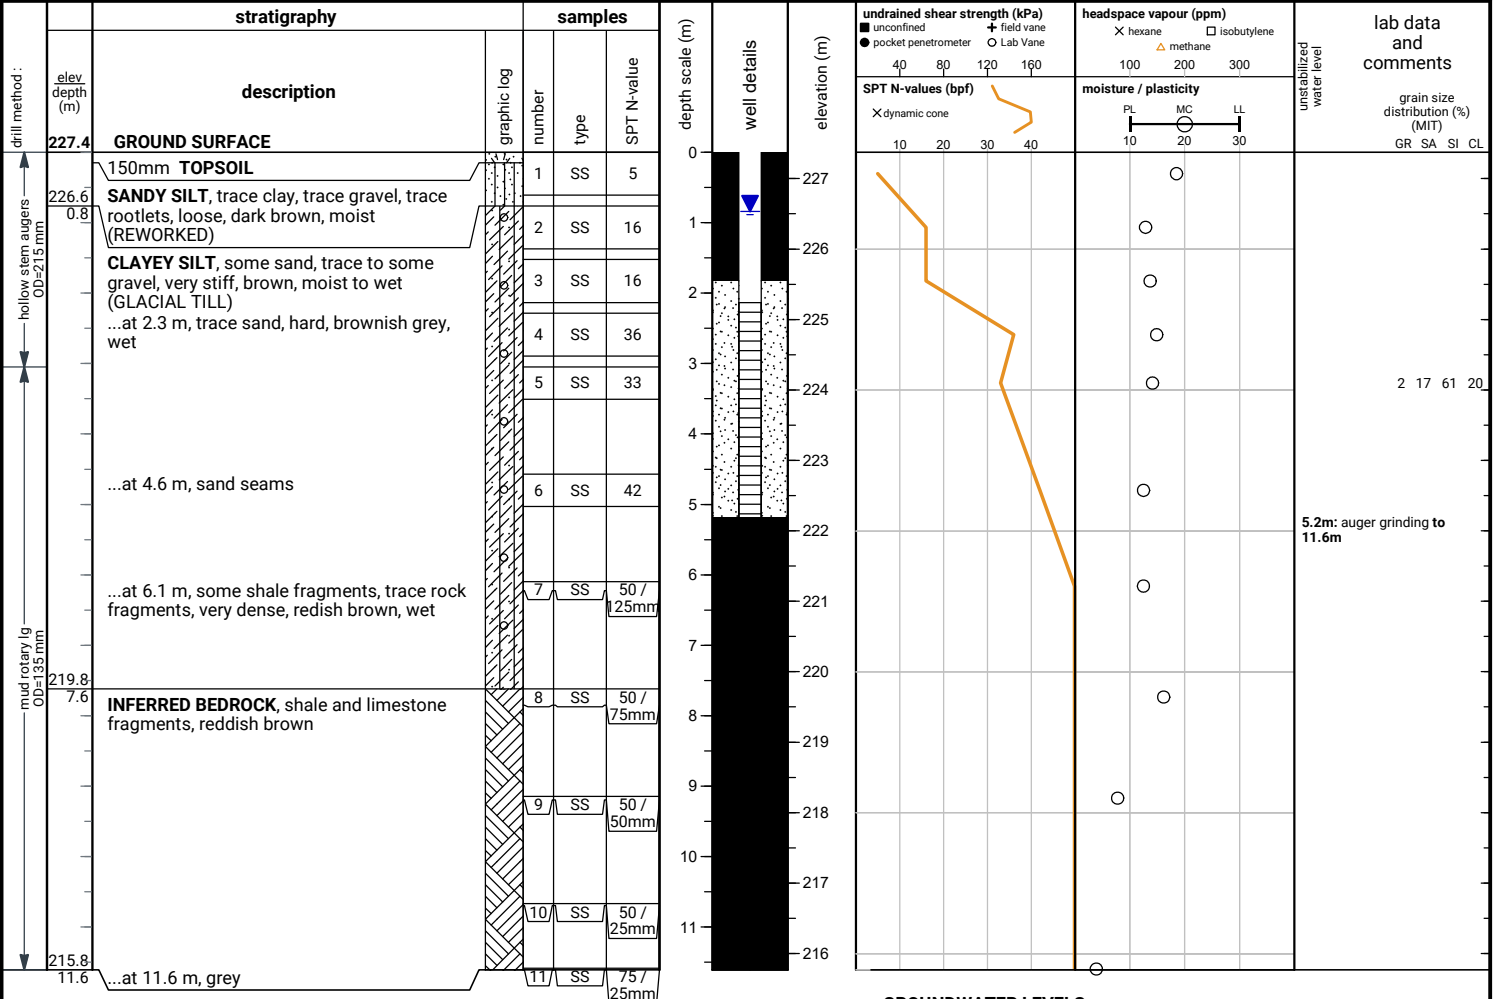 stratigraphy
samples
drill method :
elev
depth
(m)
description
graphic log
number
type
SPT N-value
depth scale (m)
well details
elevation (m)
undrained shear strength (kPa)
unconfined
field vane
pocket penetrometer
Lab Vane
40 80 120 160
SPT N-values (bpf)
dynamic cone
10 20 30 40
headspace vapour (ppm)
hexane
isobutylene
methane
100 200 300
moisture / plasticity
PL MC LL
10 20 30
unstabilized
water level
lab data
and
comments
grain size
distribution (%)
(MIT)
GR SA SI CL
227.4 GROUND SURFACE
hollow stem augers
OD=215 mm
mud rotary lg
OD=135 mm
150mm TOPSOIL
226.6
0.8
SANDY SILT, trace clay, trace gravel, trace
rootlets, loose, dark brown, moist
(REWORKED)
CLAYEY SILT, some sand, trace to some
gravel, very stiff, brown, moist to wet
(GLACIAL TILL)
...at 2.3 m, trace sand, hard, brownish grey,
wet
...at 4.6 m, sand seams
...at 6.1 m, some shale fragments, trace rock
fragments, very dense, redish brown, wet
219.8
7.6
INFERRED BEDROCK, shale and limestone
fragments, reddish brown
215.8
11.6
...at 11.6 m, grey
1 SS 5
2 SS 16
3 SS 16
4 SS 36
5 SS 33
6 SS 42
7 SS 50 /
125mm
8 SS 50 /
75mm
9 SS 50 /
50mm
10 SS 50 /
25mm
11 SS 75 /
25mm
0
1
2
3
4
5
6
7
8
9
10
11
227
226
225
224
223
222
221
220
219
218
217
216
2 17 61 20
5.2m: auger grinding to
11.6m
GROUNDWATER LEVELS